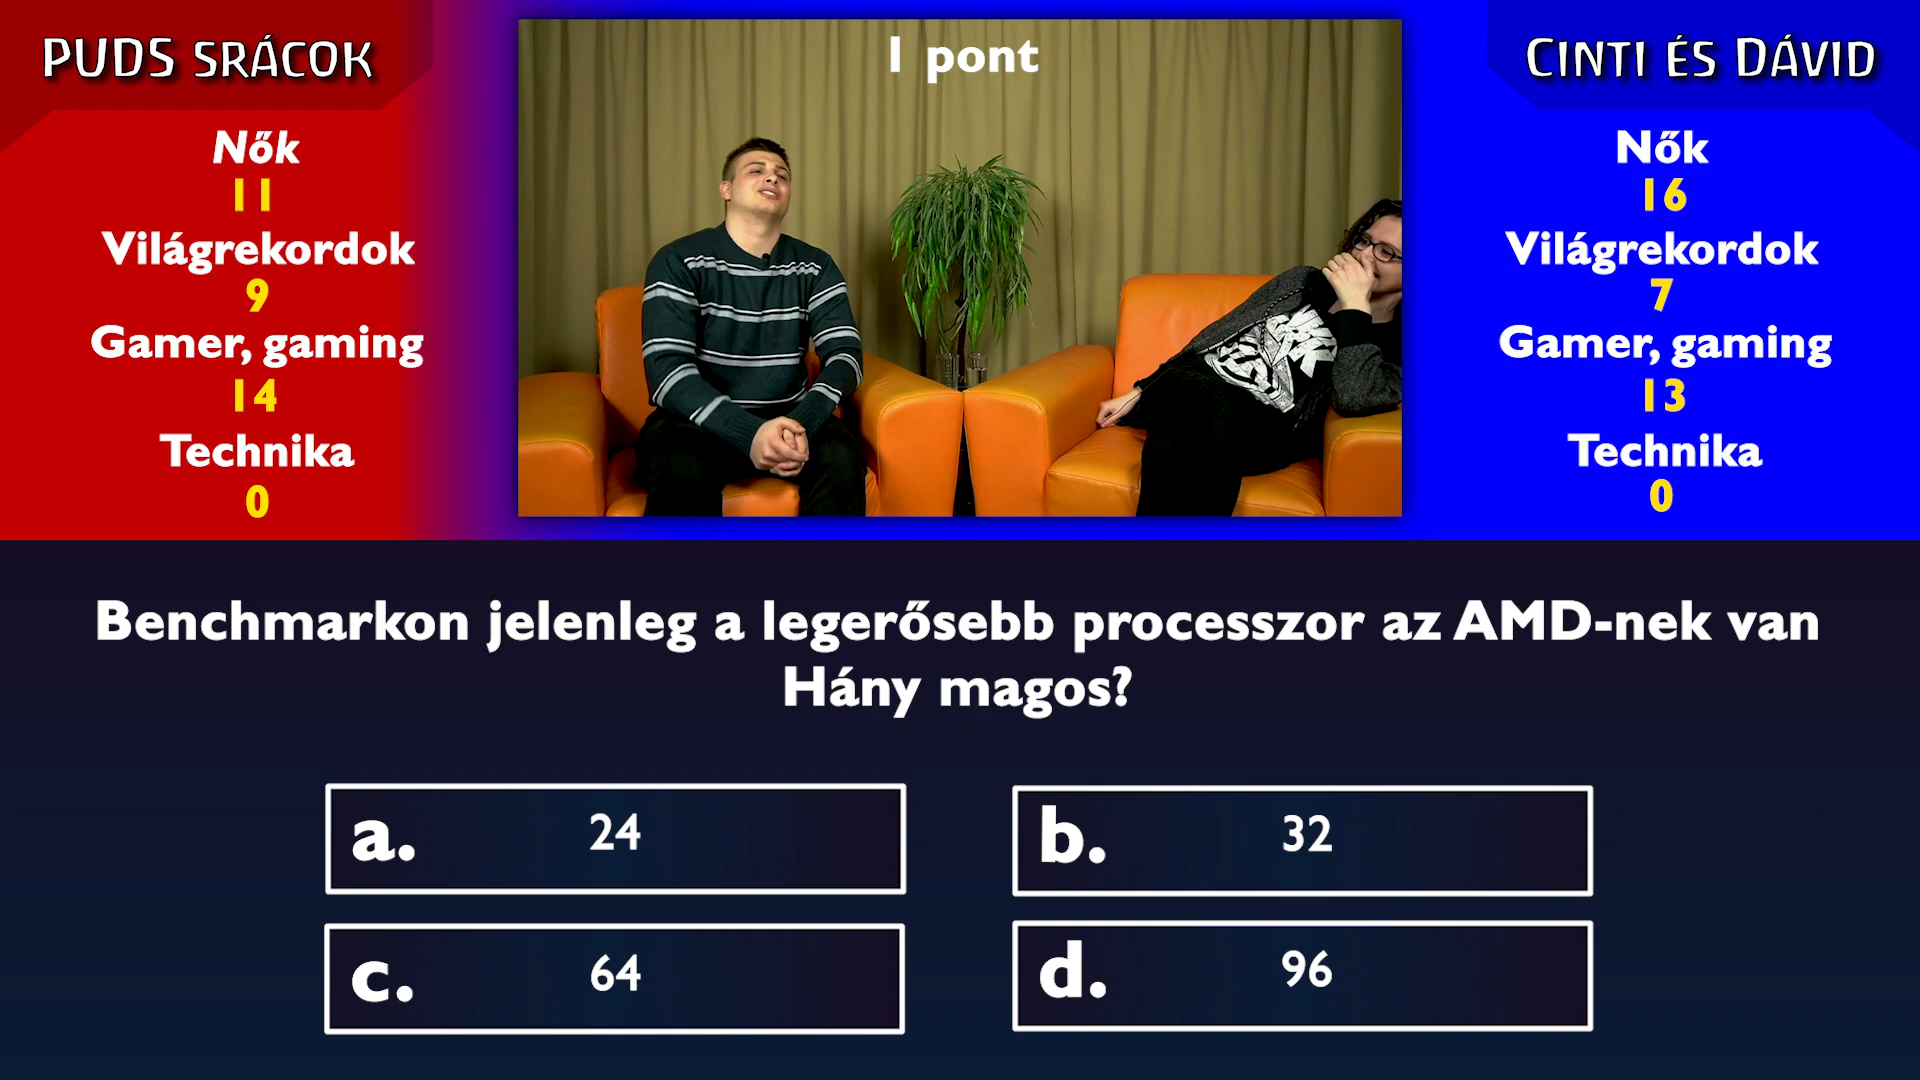 PUDS SRÁCOK
Nők
11
Világrekordok
9
Gamer, gaming
14
Technika
0
1 pont
CINTI ÉS DÁVID
Nők
16
Világrekordok
7
Gamer, gaming
13
Technika
0
Benchmarkon jelenleg a legerősebb processzor az AMD-nek van
Hány magos?
a. 24
b. 32
c. 64
d. 96